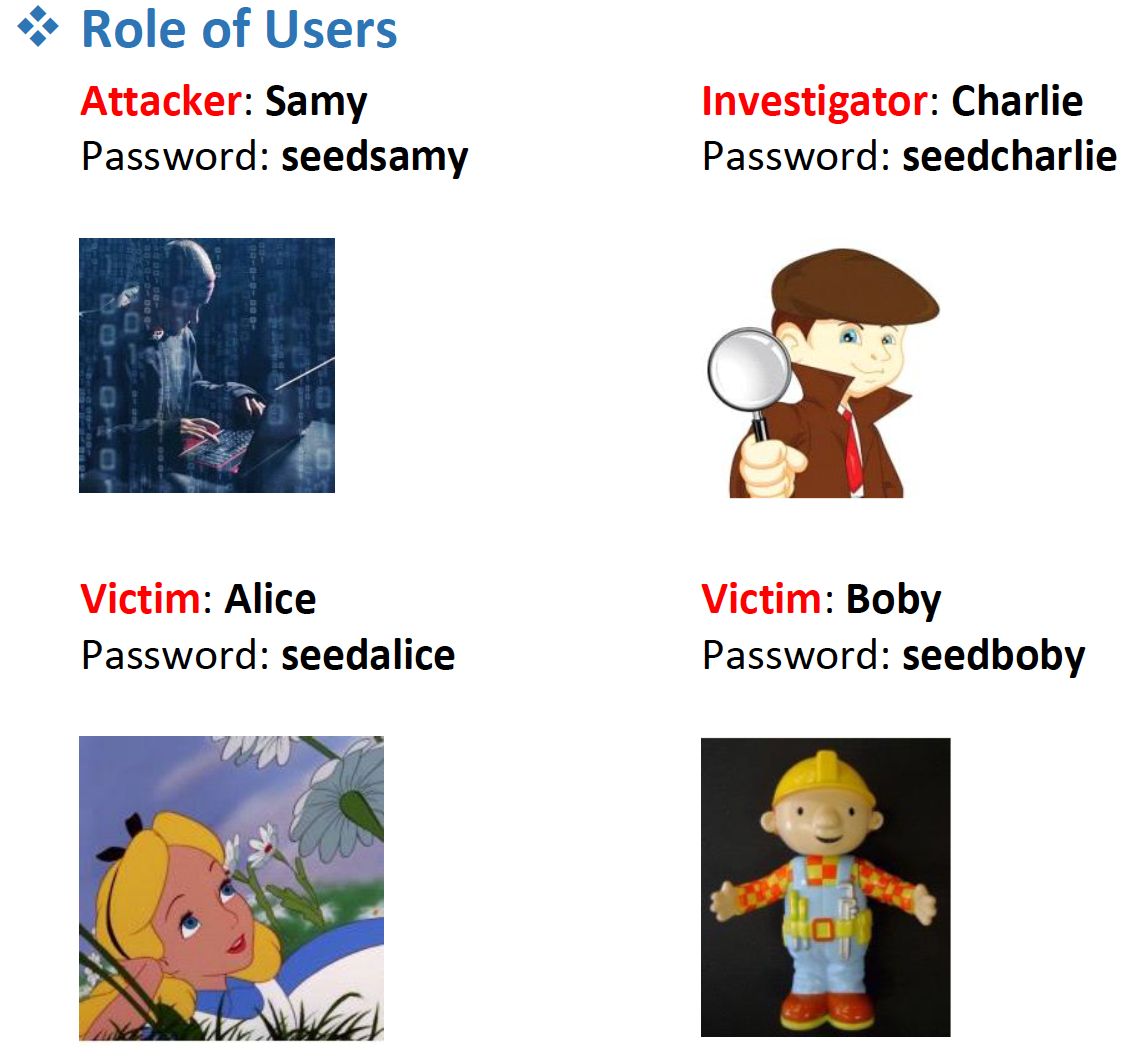 Role of Users
Attacker: Samy
Password: seedsamy
Investigator: Charlie
Password: seedcharlie
Victim: Alice
Password: seedalice
Victim: Boby
Password: seedboby